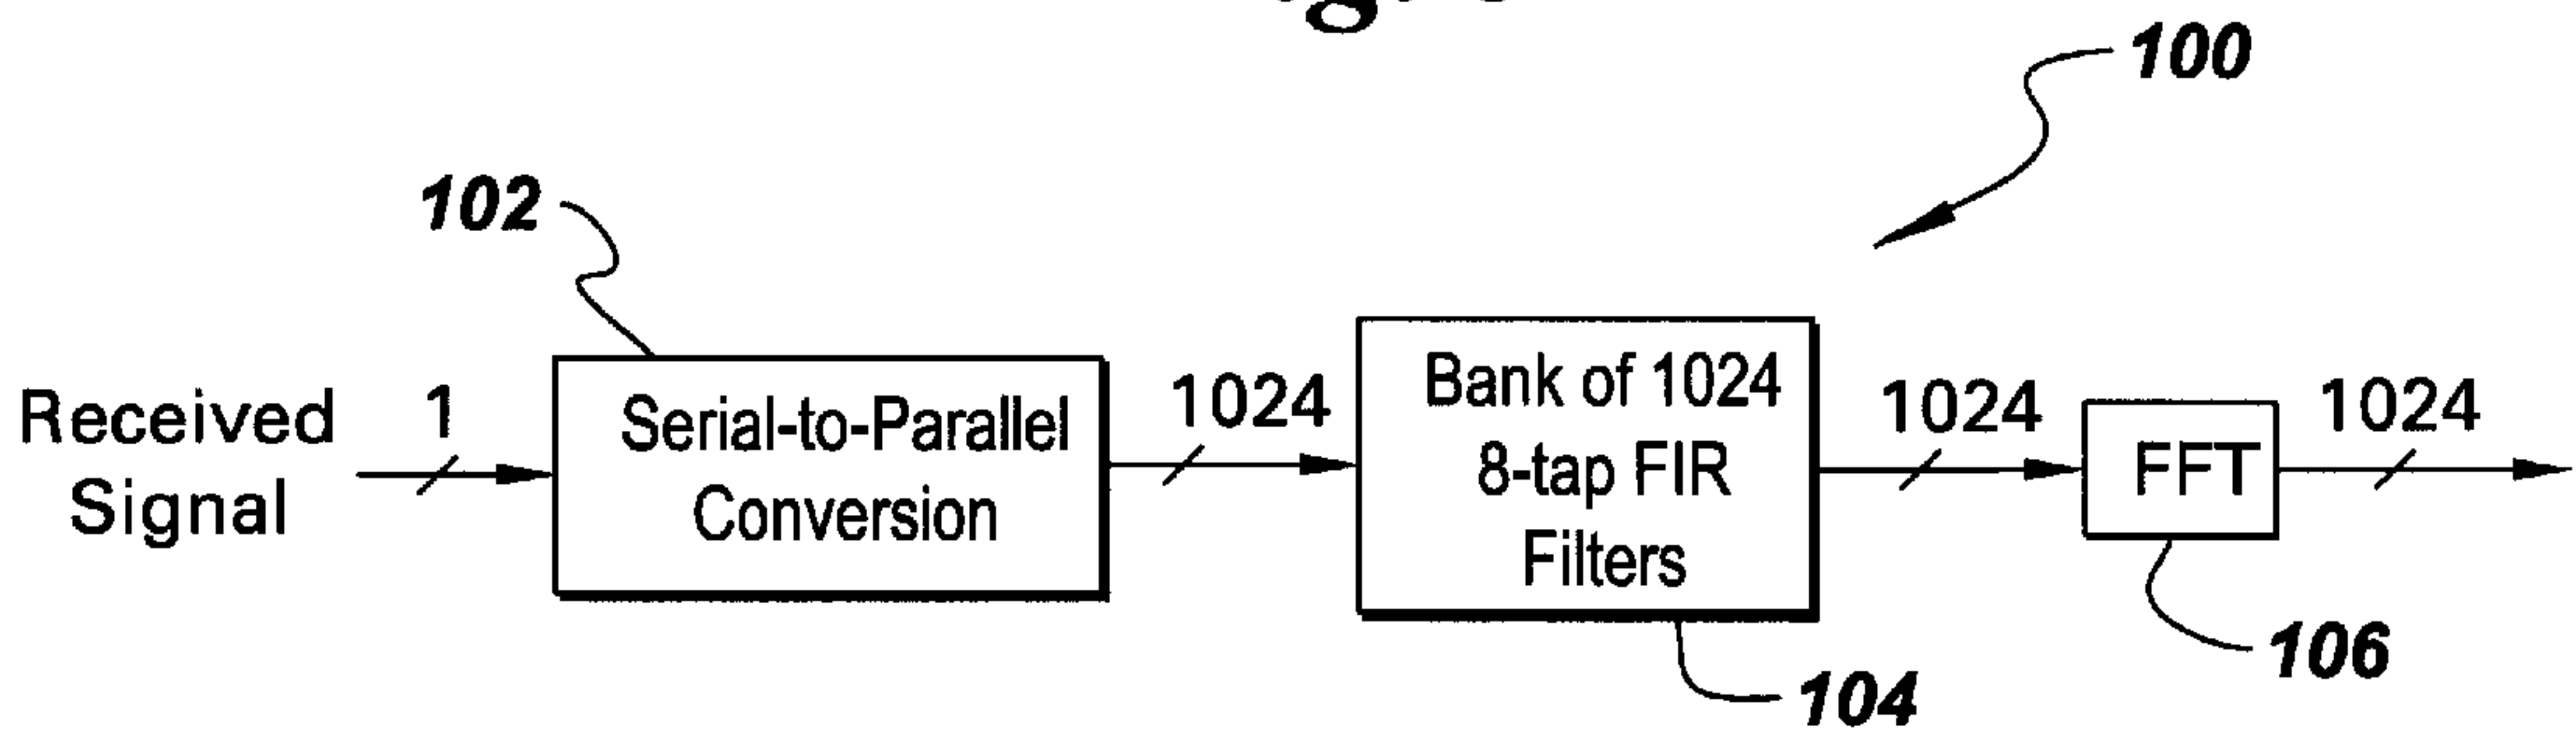 100
102
Received
Signal
1
Serial-to-Parallel
Conversion
1024
Bank of 1024
8-tap FIR
Filters
1024
FFT
1024
104
106